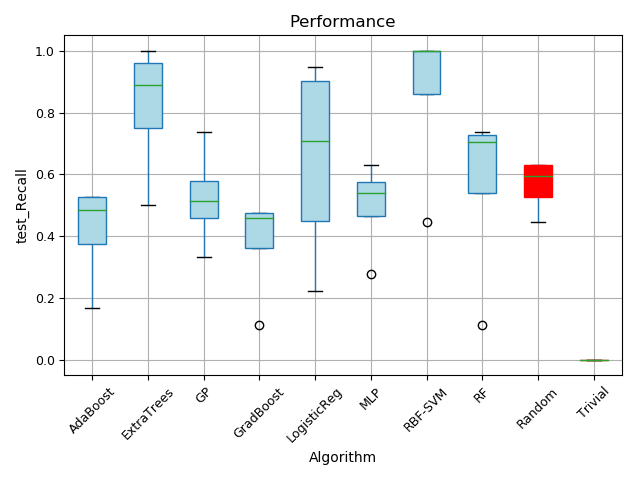 Performance
test_Recall
1.0
0.8
0.6
0.4
0.2
0.0
AdaBoost
ExtraTrees
GP
GradBoost
LogisticReg
MLP
RBF-SVM
RF
Random
Trivial
Algorithm